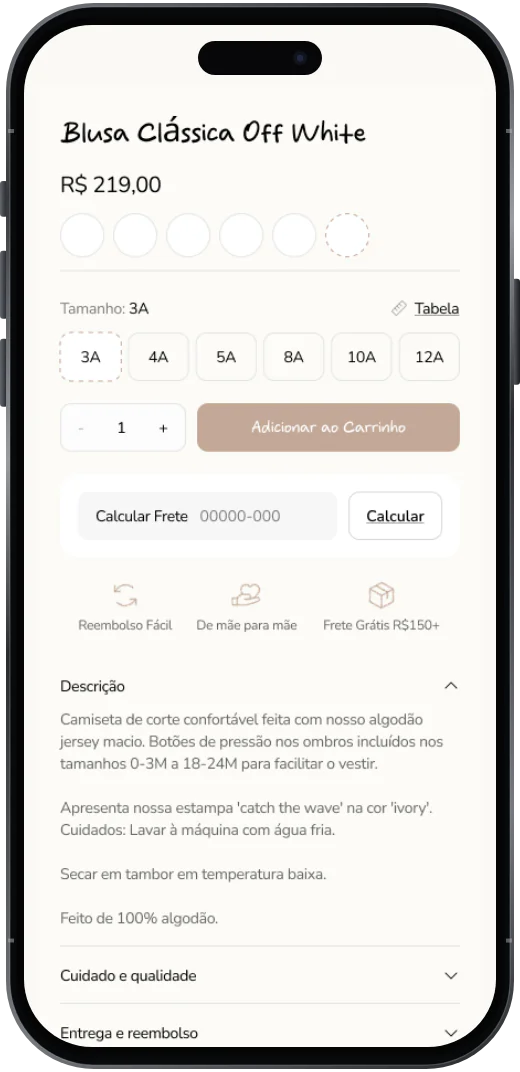 Blusa Clássica Off White
R$ 219,00
Tamanho: 3A
Tabela
3A
4A
5A
8A
10A
12A
- 1 +
Adicionar ao Carrinho
Calcular Frete 00000-000
Calcular
Reembolso Fácil
De mãe para mãe
Frete Grátis R$150+
Descrição
Camiseta de corte confortável feita com nosso algodão
jersey macio. Botões de pressão nos ombros incluídos nos
tamanhos 0-3M a 18-24M para facilitar o vestir.
Apresenta nossa estampa 'catch the wave' na cor 'ivory'.
Cuidados: Lavar à máquina com água fria.
Secar em tambor em temperatura baixa.
Feito de 100% algodão.
Cuidado e qualidade
Entrega e reembolso